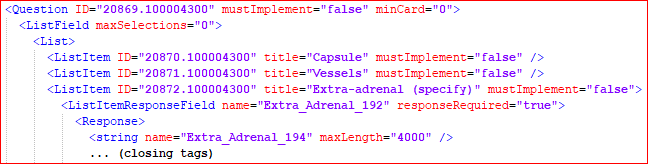 <Question ID="20869.100004300" mustImplement="false" minCard="0">
<ListField maxSelections="0">
<List>
<ListItem ID="20870.100004300" title="Capsule" mustImplement="false" />
<ListItem ID="20871.100004300" title="Vessels" mustImplement="false" />
<ListItem ID="20872.100004300" title="Extra-adrenal (specify)" mustImplement="false">
<ListItemResponseField name="Extra_Adrenal_192" responseRequired="true">
<Response>
<string name="Extra_Adrenal_194" maxLength="4000" />
... (closing tags)